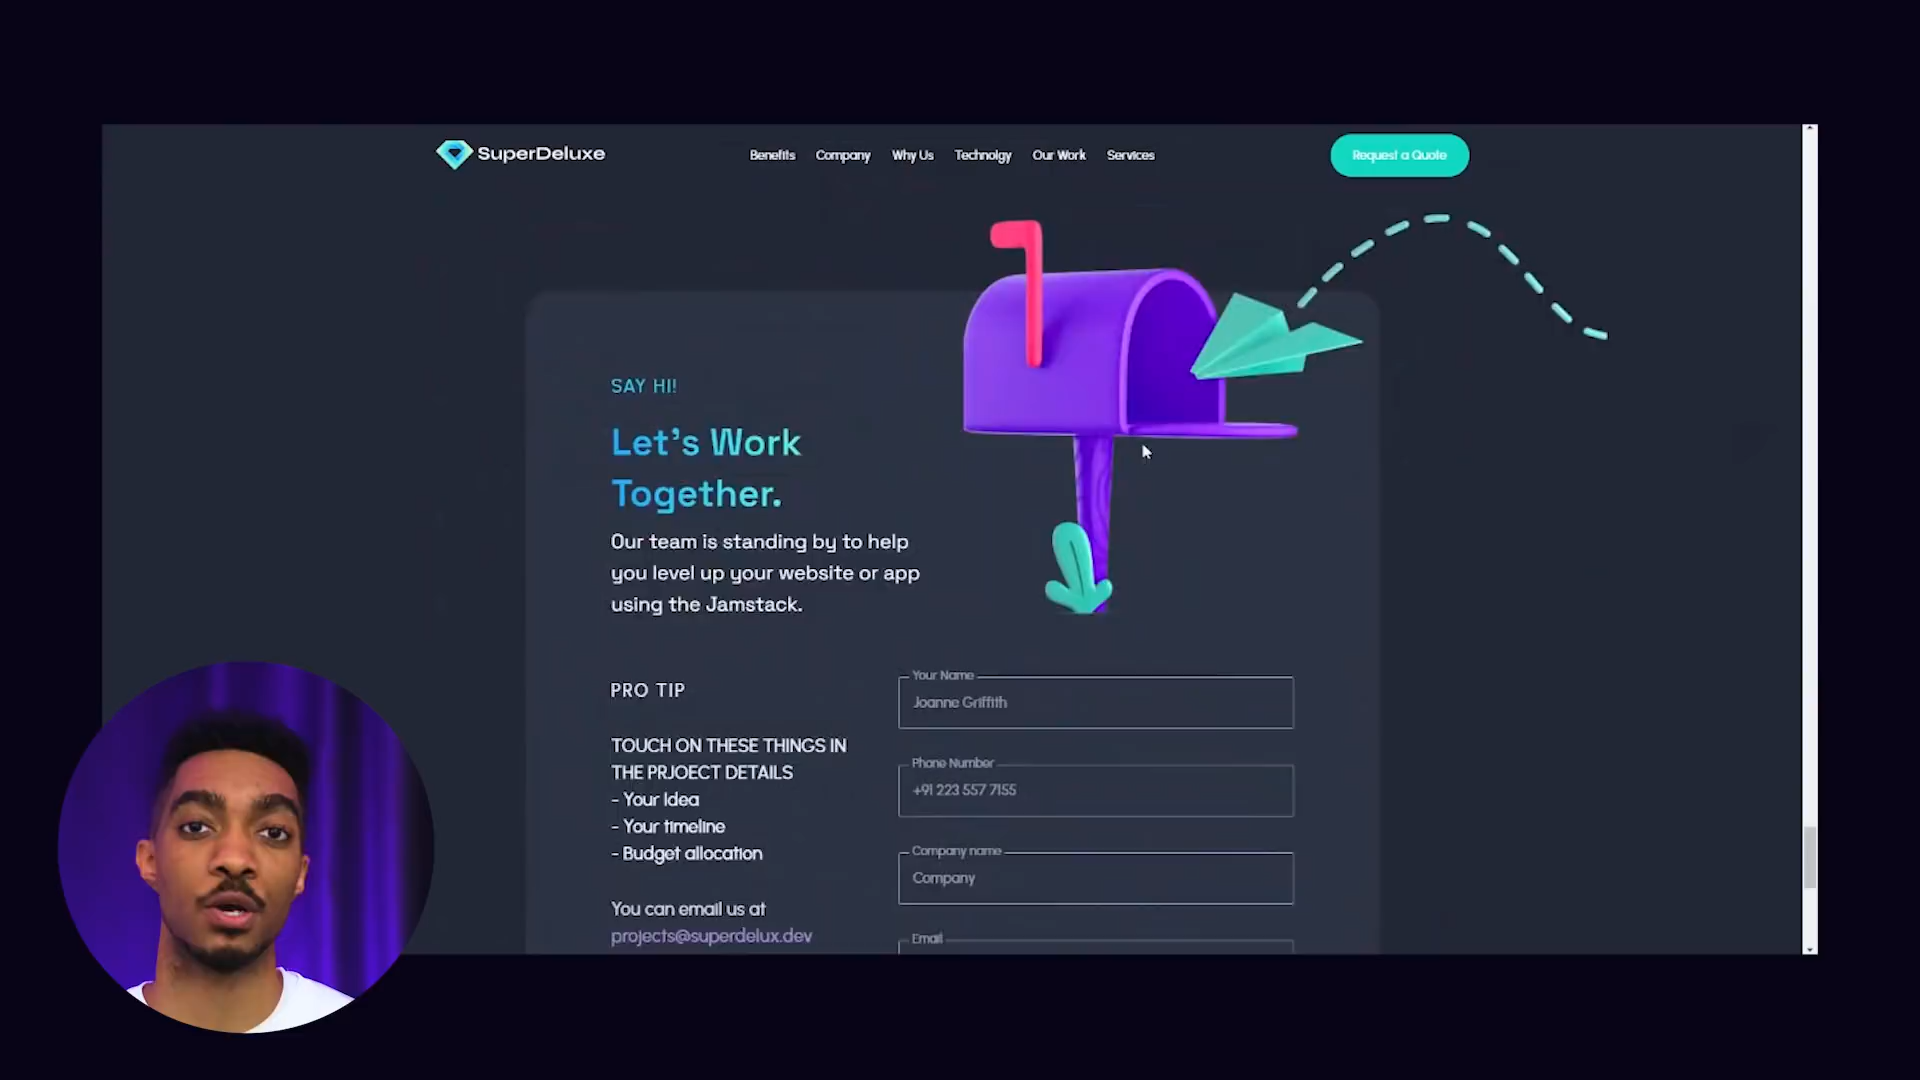 SuperDeluxe
Benefits Company Why Us Technolgy Our Work Services
Request a Quote
SAY HI!
Let's Work
Together.
Our team is standing by to help
you level up your website or app
using the Jamstack.
PRO TIP
TOUCH ON THESE THINGS IN
THE PRJOECT DETAILS
- Your Idea
- Your timeline
- Budget allocation
You can email us at
projects@superdelux.dev
Your Name
Joanne Griffith
Phone Number
+91 223 557 7155
Company name
Company
Email